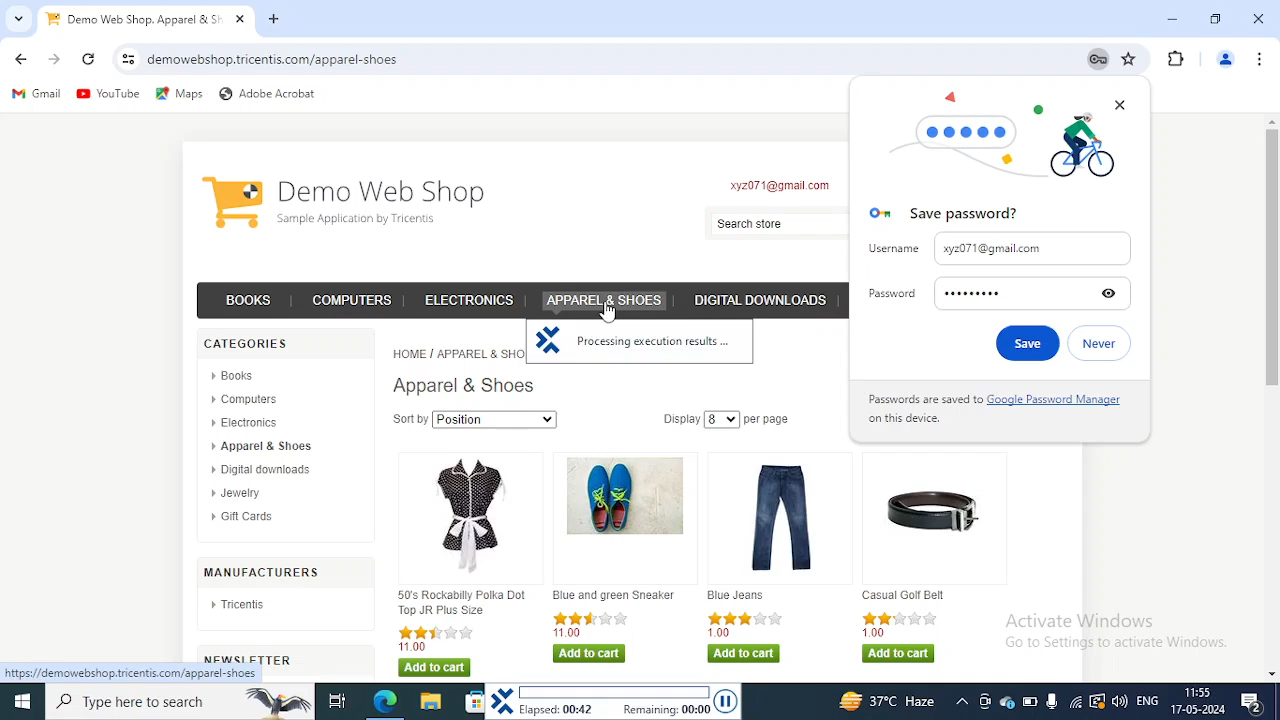 Demo Web Shop. Apparel & Sh
demowebshop.tricentis.com/apparel-shoes
Gmail YouTube Maps Adobe Acrobat
Demo Web Shop
Sample Application by Tricentis
xyz071@gmail.com
Search store
BOOKS COMPUTERS ELECTRONICS APPAREL & SHOES DIGITAL DOWNLOADS
Processing execution results ...
Save password?
Username xyz071@gmail.com
Password •••••••••
Save Never
Passwords are saved to Google Password Manager
on this device.
CATEGORIES
Books
Computers
Electronics
Apparel & Shoes
Digital downloads
Jewelry
Gift Cards
MANUFACTURERS
Tricentis
NEWSLETTER
HOME / APPAREL & SHO
Apparel & Shoes
Sort by Position Display 8 per page
50's Rockabilly Polka Dot
Top JR Plus Size
11.00
Add to cart
Blue and green Sneaker
11.00
Add to cart
Blue Jeans
1.00
Add to cart
Casual Golf Belt
1.00
Add to cart
Activate Windows
Go to Settings to activate Windows.
https://demowebshop.tricentis.com/apparel-shoes
Type here to search
Elapsed: 00:42 Remaining: 00:00
37°C Haze
ENG
11:55
17-05-2024
2